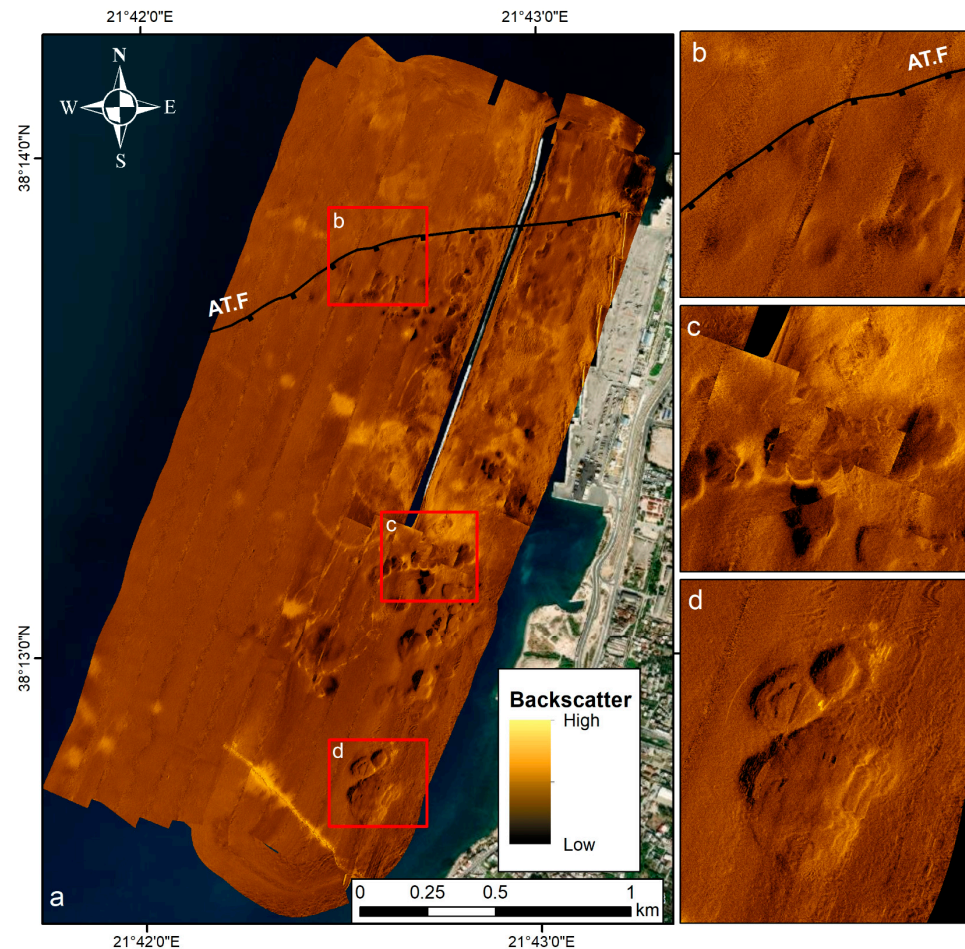 21°42'0"E
21°43'0"E
N
W
E
S
38°14'0"N
38°13'0"N
b
AT.F
c
d
Backscatter
High
Low
0
0.25
0.5
1
km
a
21°42'0"E
21°43'0"E
b
AT.F
c
d